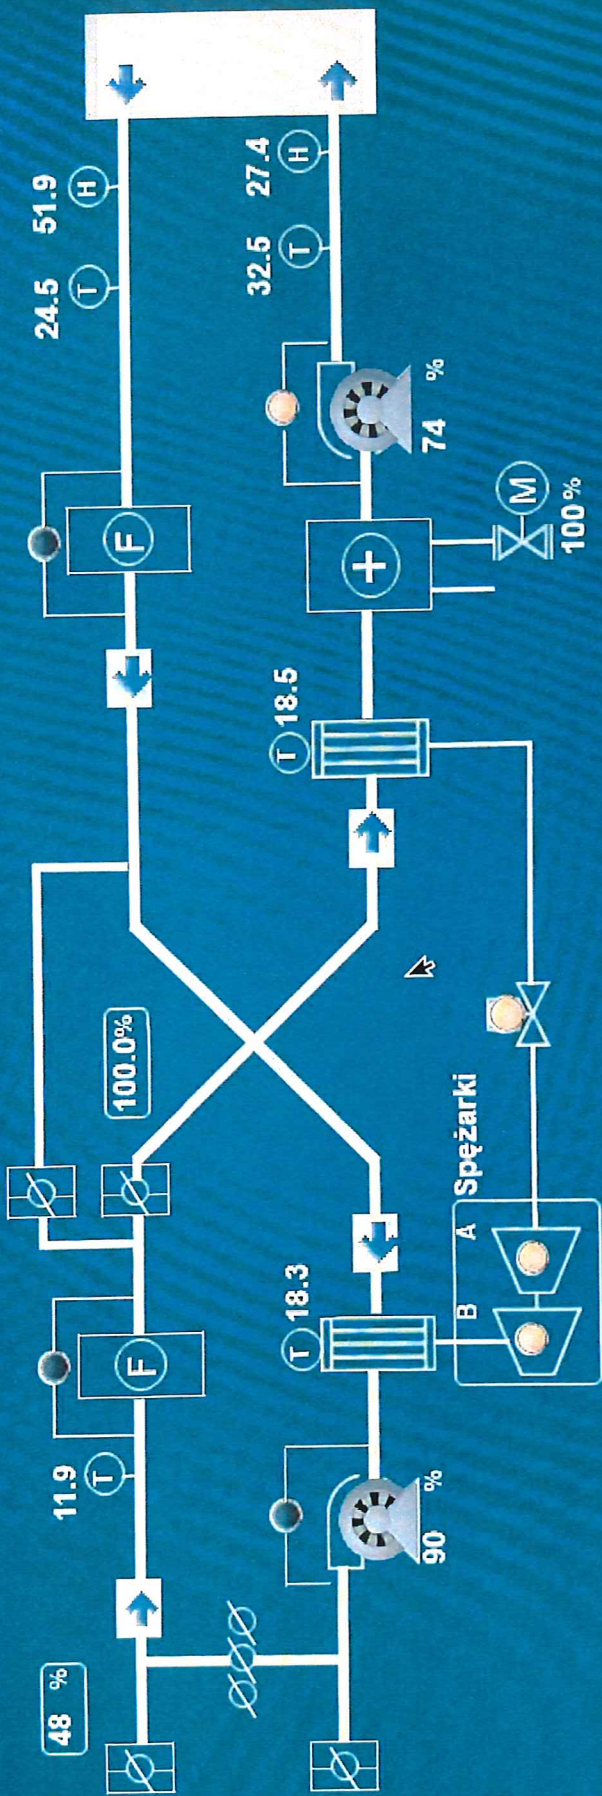 48 %
11.9
T
F
100.0%
F
24.5 51.9
T H
90 %
T 18.3
B A Spężarki
T 18.5
+
74 %
32.5 27.4
T H
M
100%